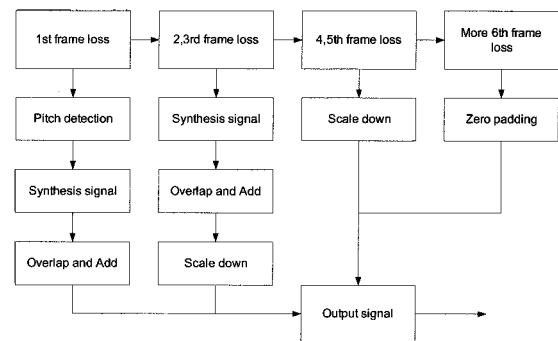 1st frame loss
2,3rd frame loss
4,5th frame loss
More 6th frame
loss
Pitch detection
Synthesis signal
Scale down
Zero padding
Synthesis signal
Overlap and Add
Overlap and Add
Scale down
Output signal